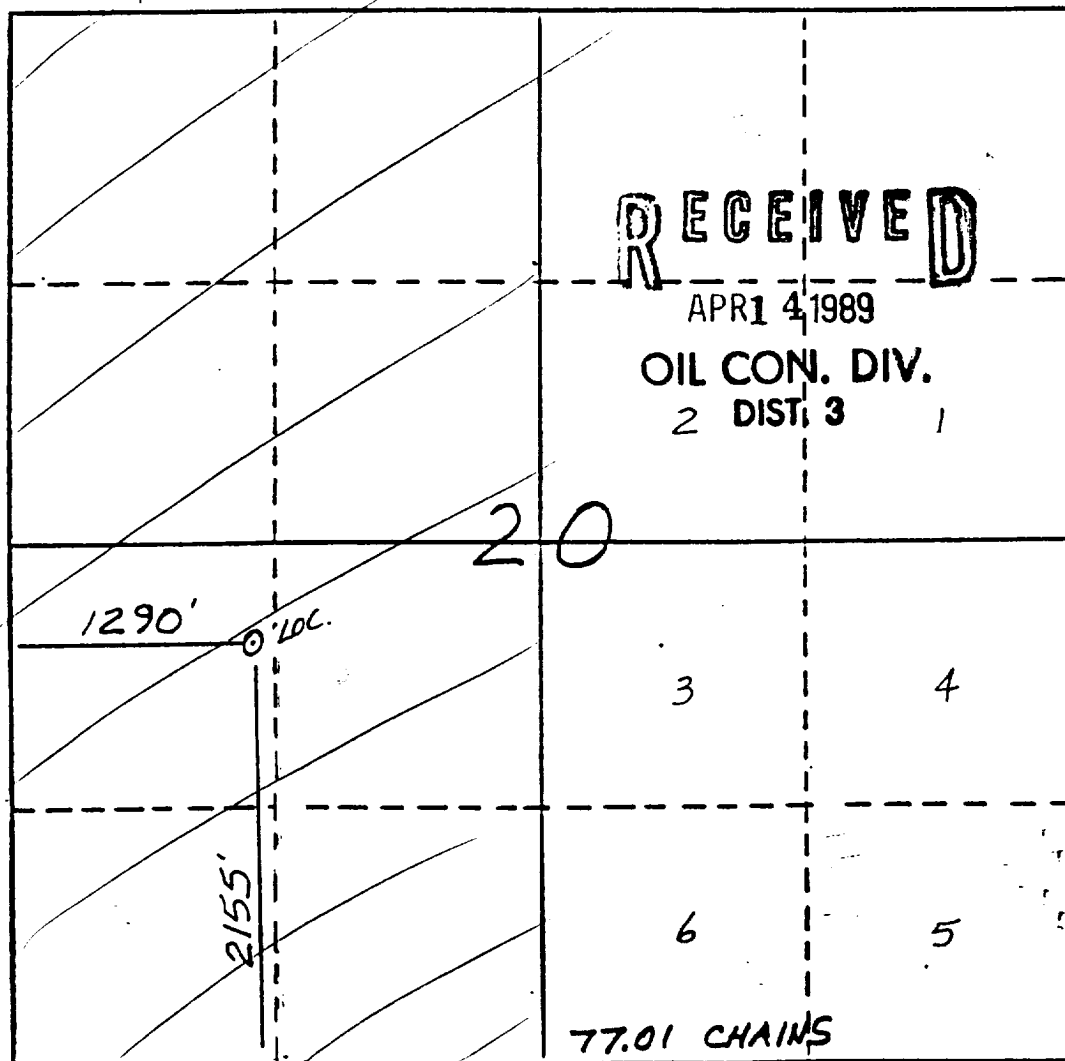 RECEIVED
APR 1 4 1989
OIL CON. DIV.
DIST. 3
2 1
20
1290' LOC.
3 4
2155'
6 5
77.01 CHAINS